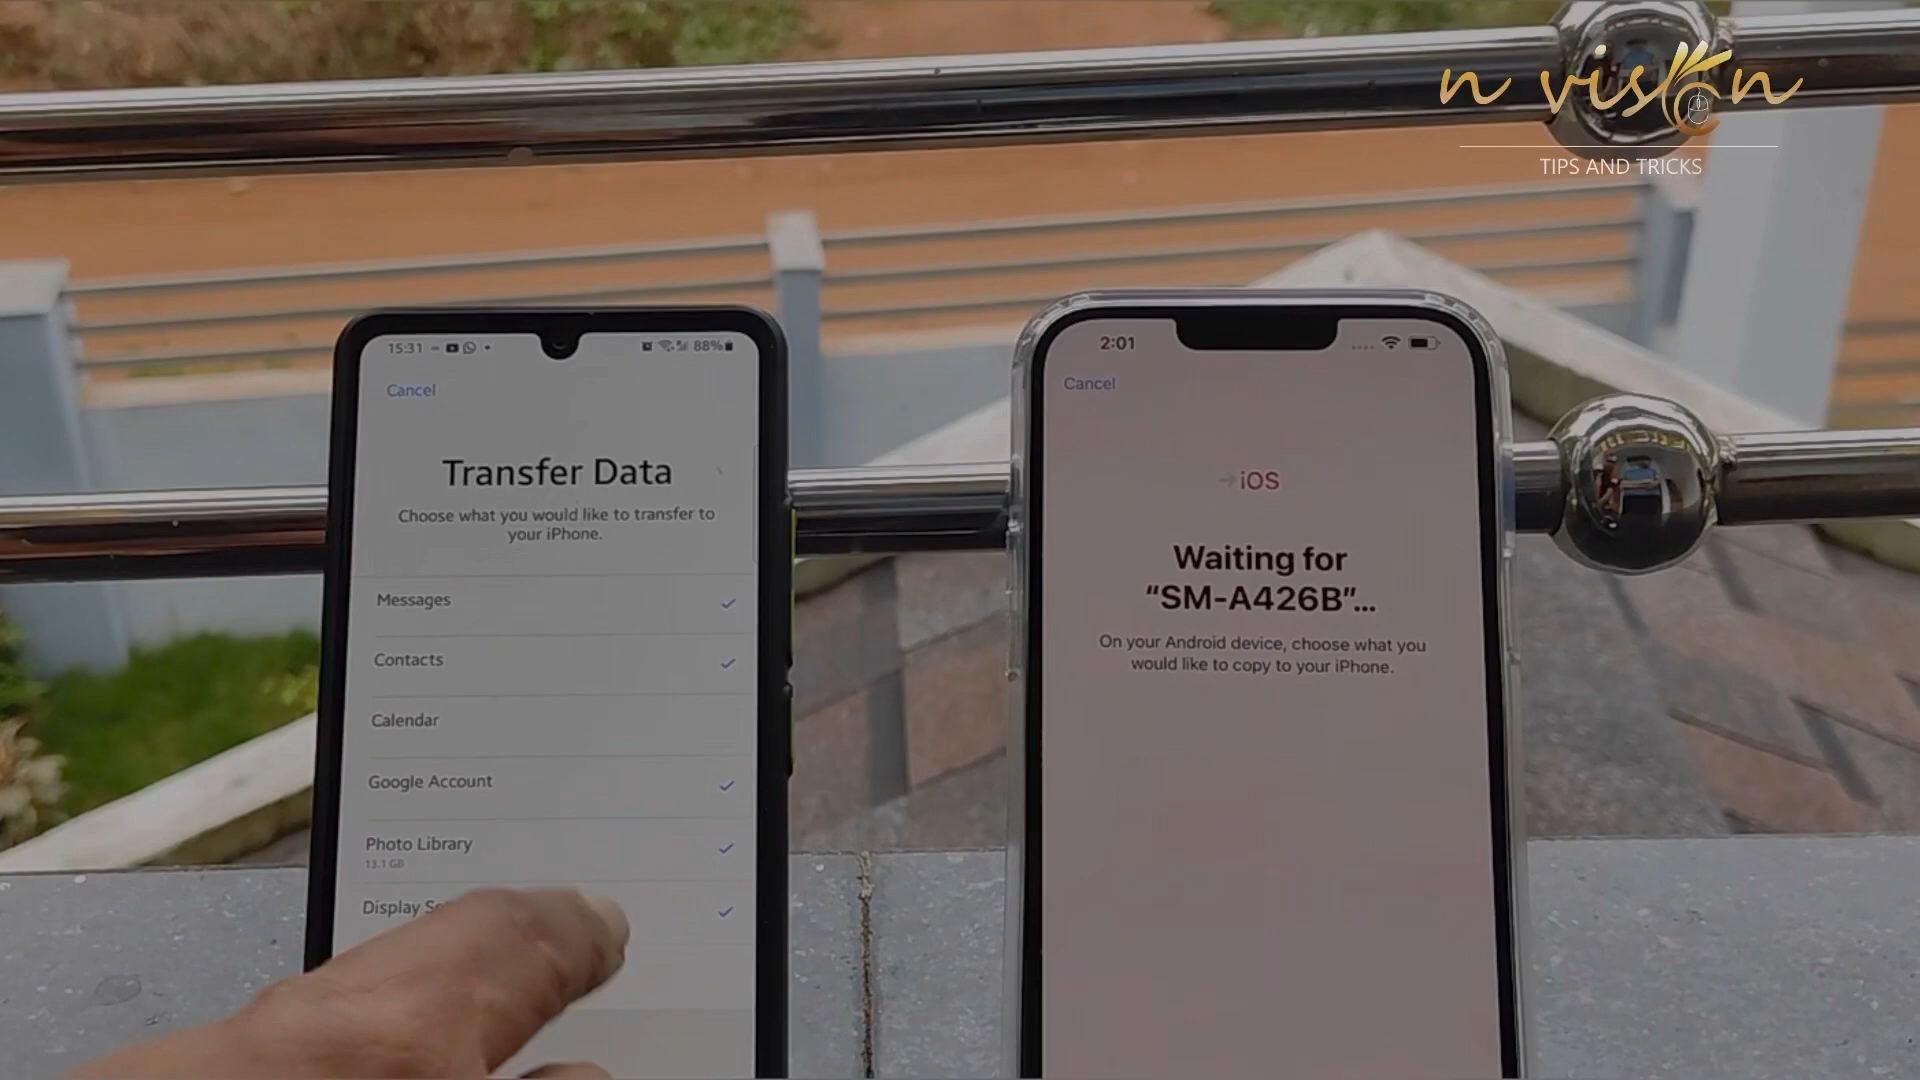 n vision
TIPS AND TRICKS
15:31
88%
Cancel
Transfer Data
Choose what you would like to transfer to
your iPhone.
Messages
Contacts
Calendar
Google Account
Photo Library
13.1 GB
Display
2:01
Cancel
iOS
Waiting for
“SM-A426B”...
On your Android device, choose what you
would like to copy to your iPhone.